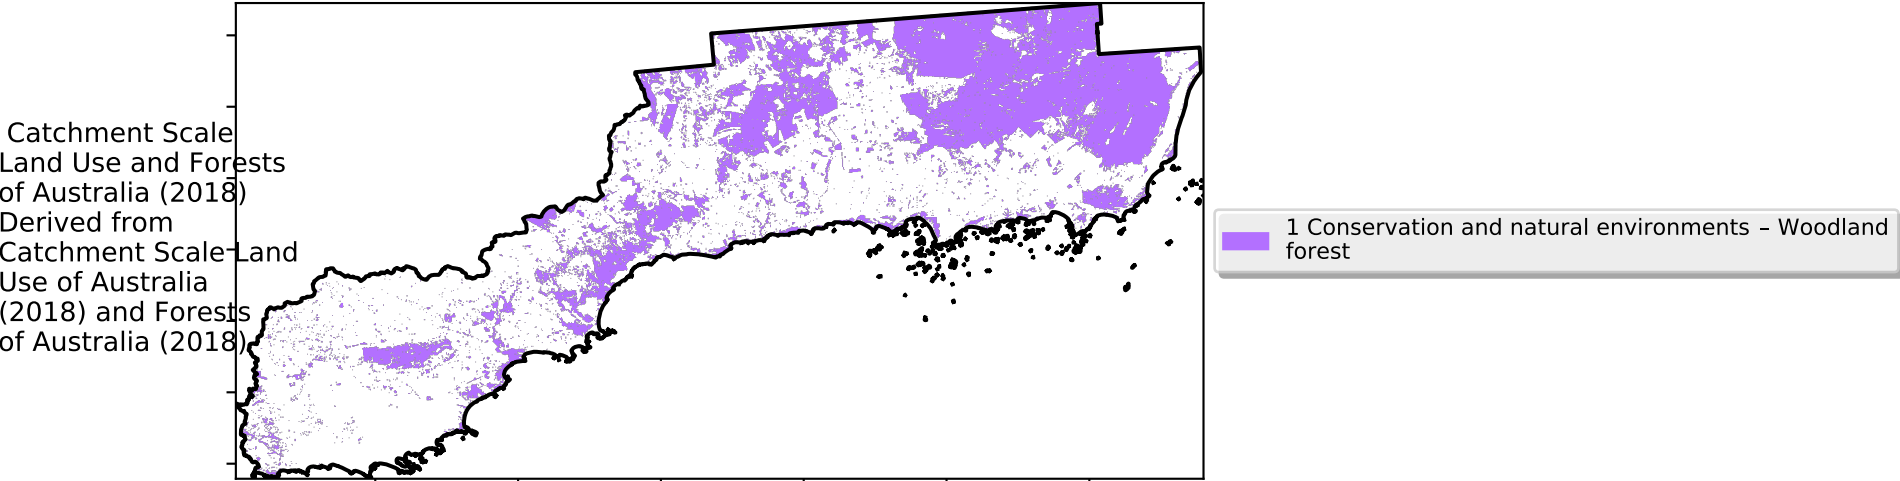 Catchment Scale
Land Use and Forests
of Australia (2018)
Derived from
Catchment Scale Land
Use of Australia
(2018) and Forests
of Australia (2018)
1 Conservation and natural environments – Woodland
forest